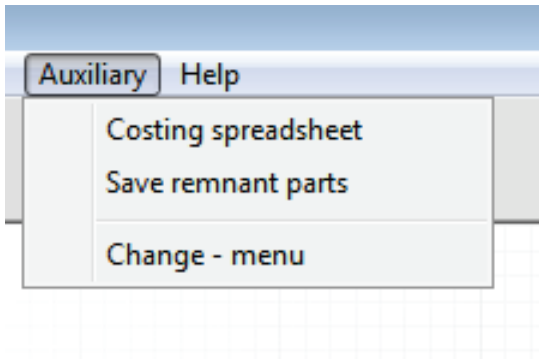 Auxiliary Help
Costing spreadsheet
Save remnant parts
Change - menu